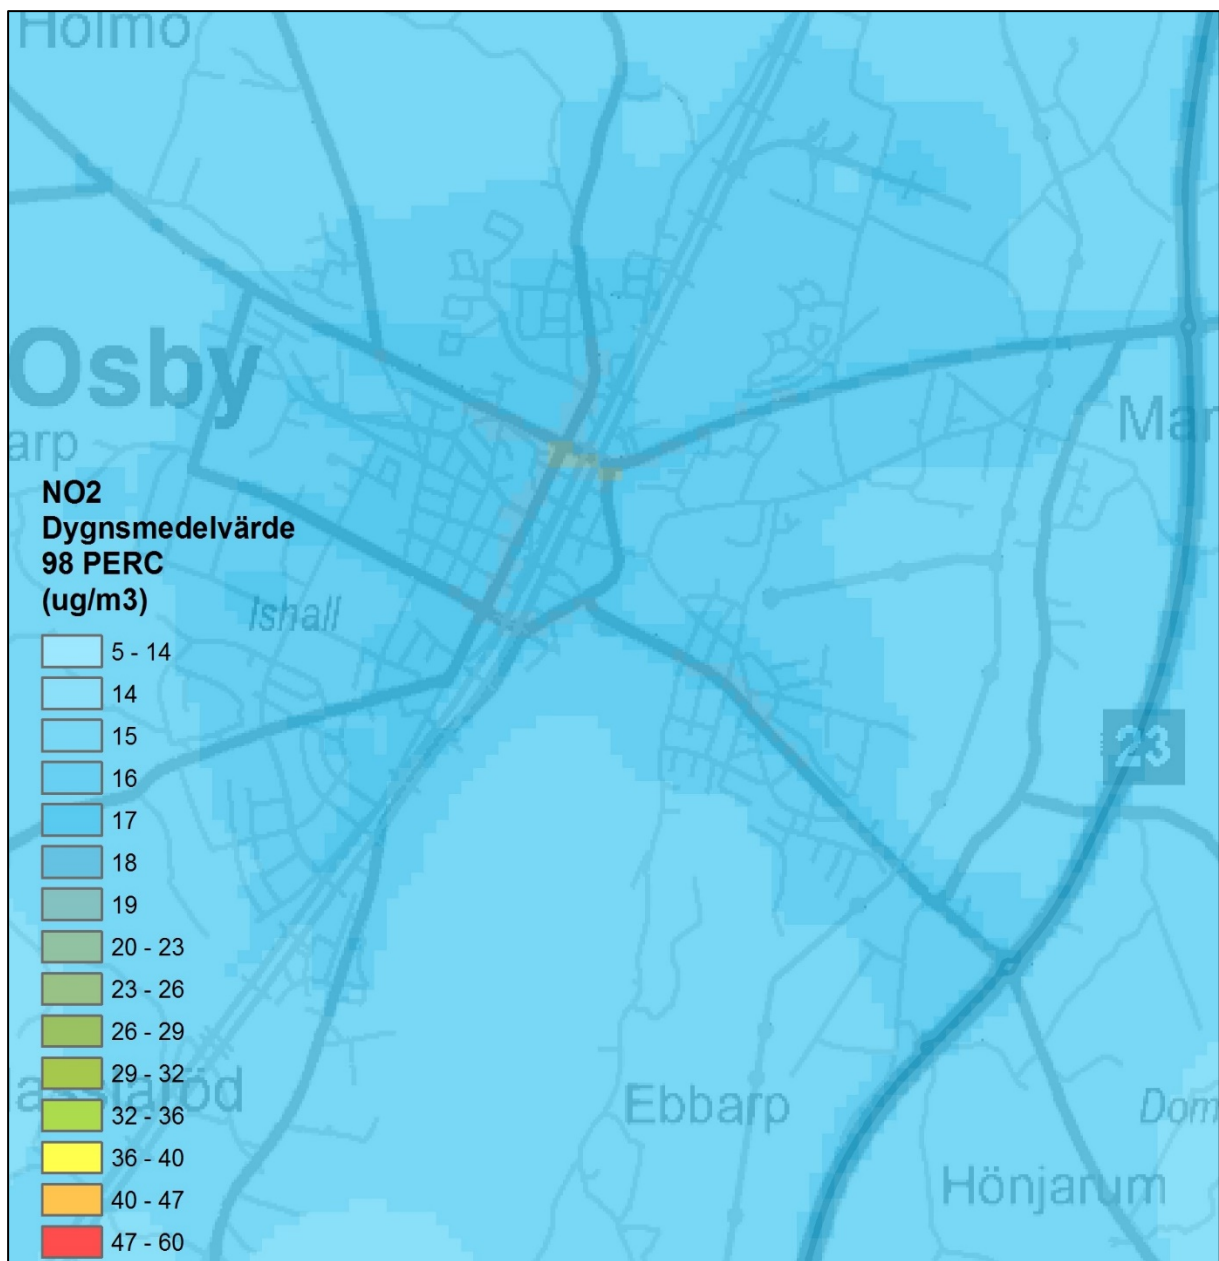 Holmo
Osby
arp
Mar
NO2
Dygnsmedelvärde
98 PERC
(ug/m3)
Ishall
5 - 14
14
15
16
17
18
19
20 - 23
23 - 26
26 - 29
29 - 32
32 - 36
36 - 40
40 - 47
47 - 60
23
Ebbarp
Dom
Hönjarum